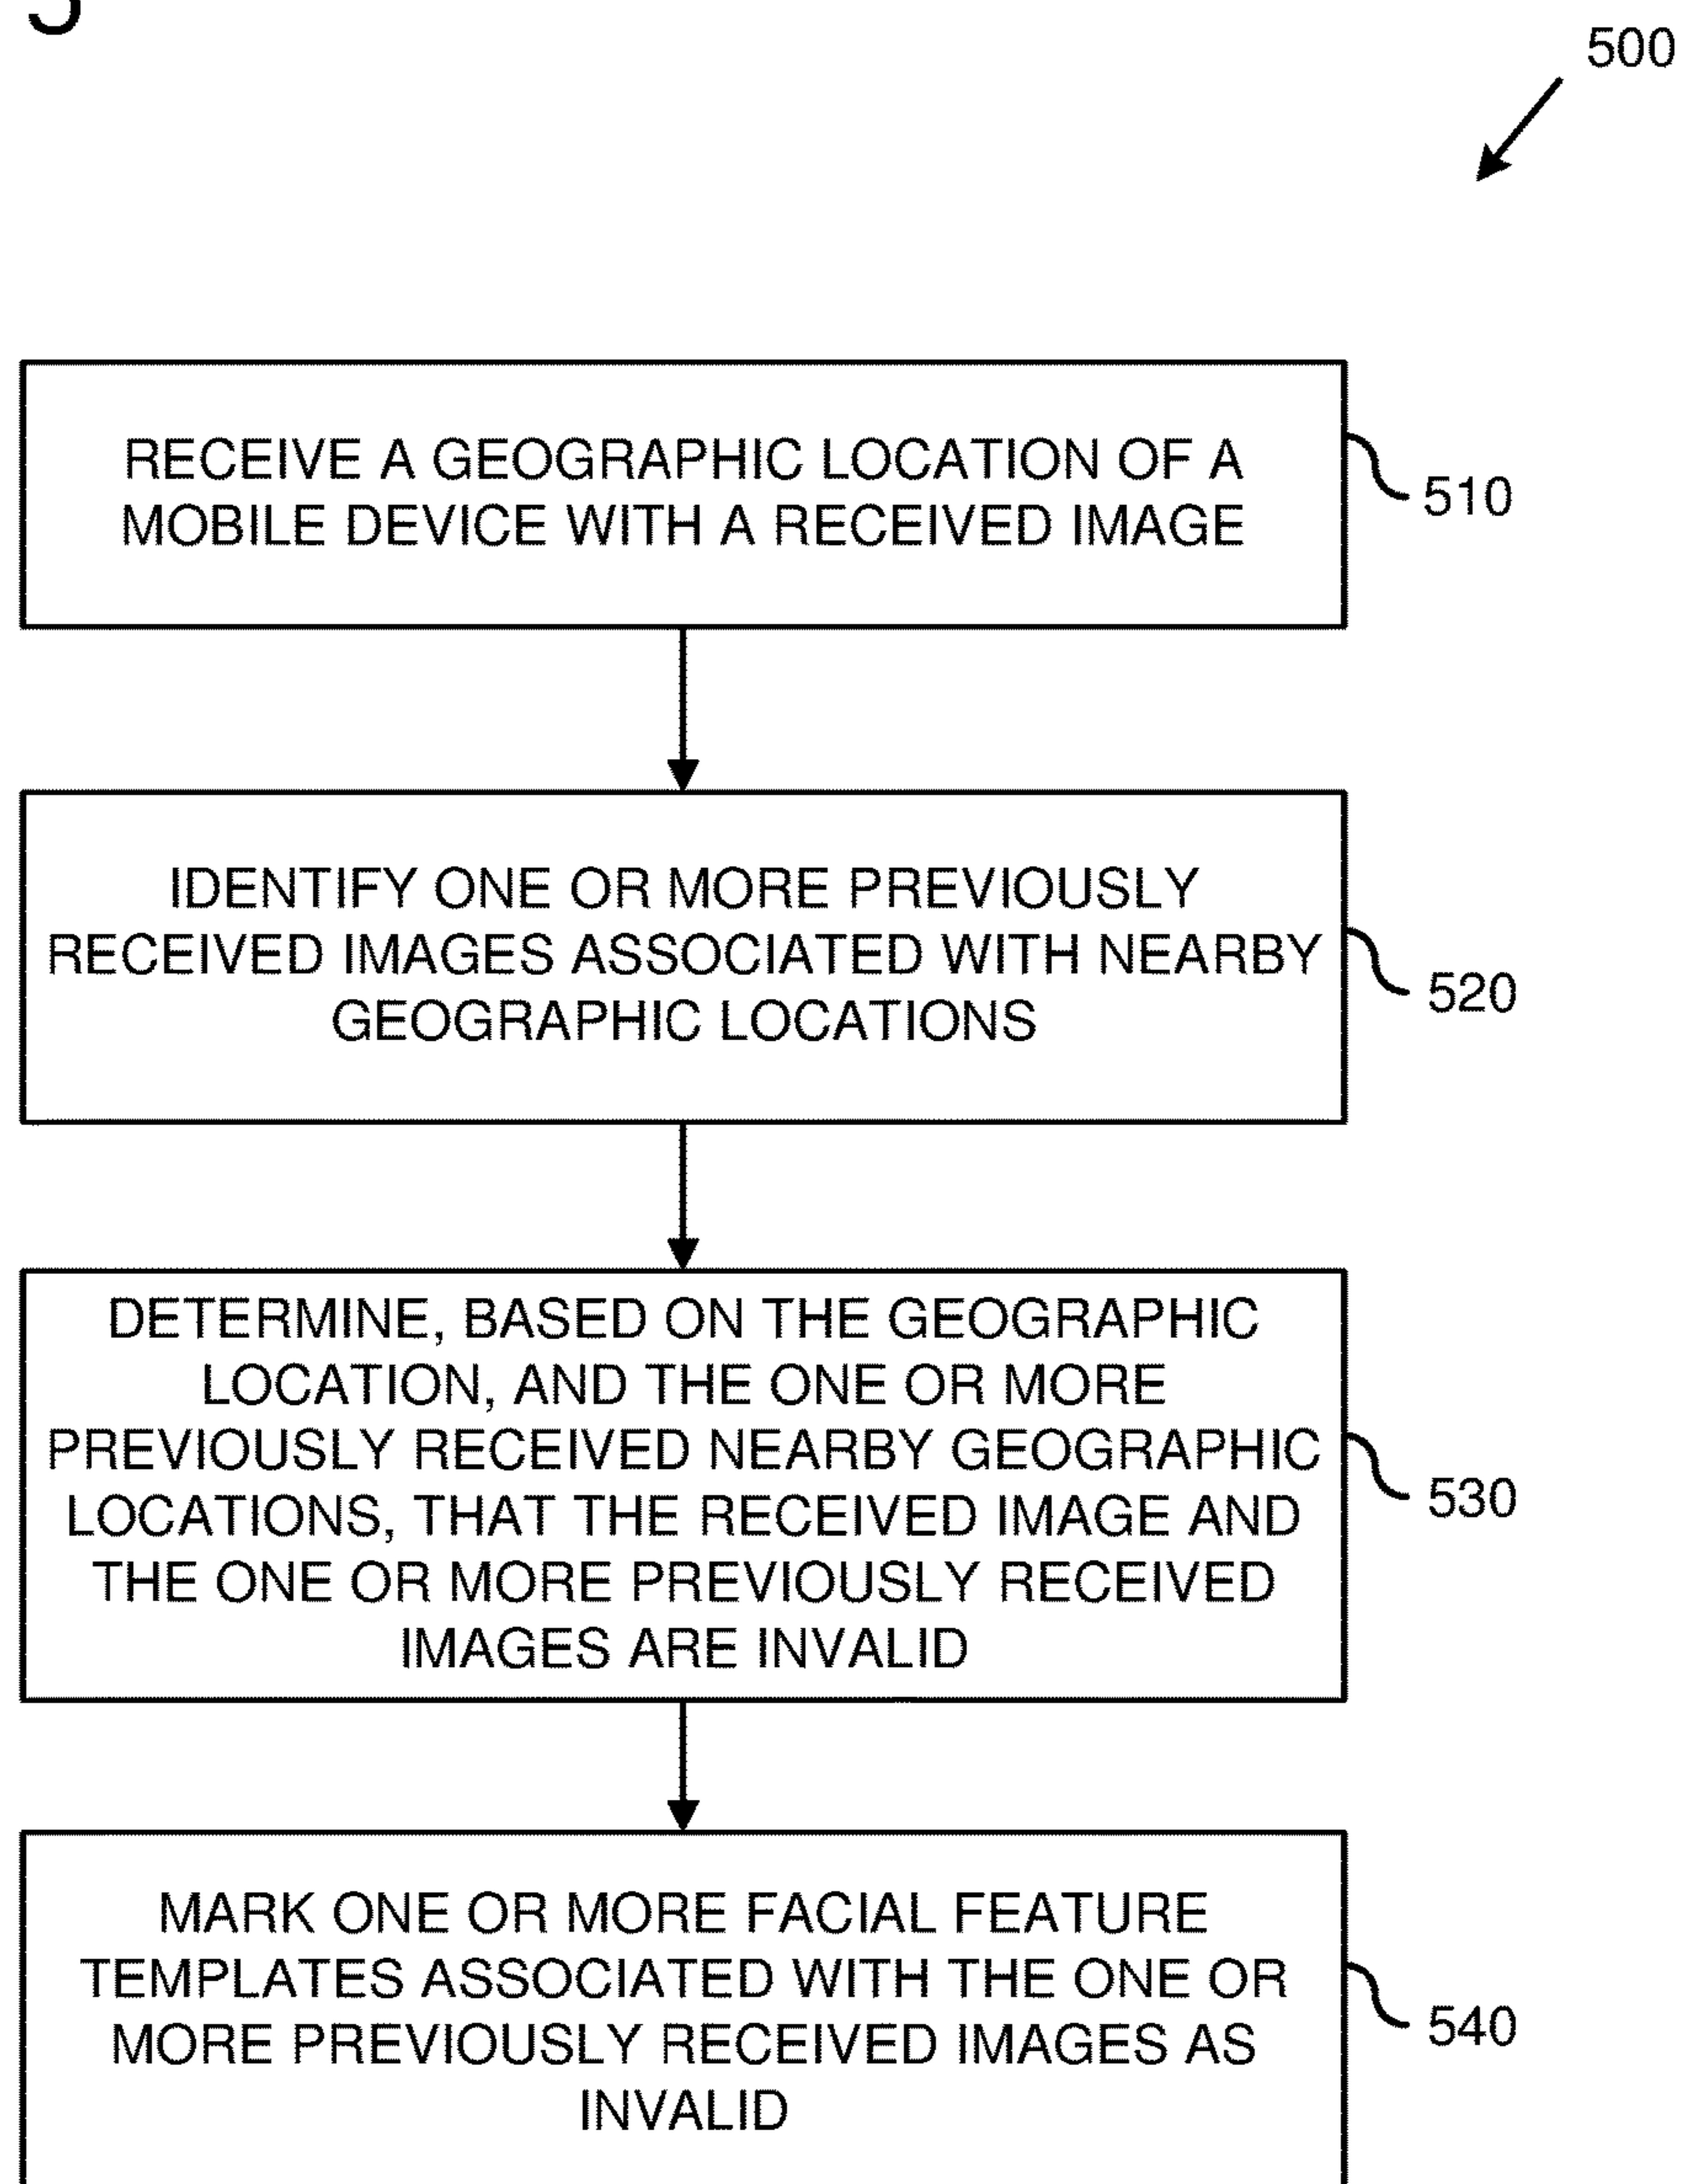 500
RECEIVE A GEOGRAPHIC LOCATION OF A
MOBILE DEVICE WITH A RECEIVED IMAGE
510
IDENTIFY ONE OR MORE PREVIOUSLY
RECEIVED IMAGES ASSOCIATED WITH NEARBY
GEOGRAPHIC LOCATIONS
520
DETERMINE, BASED ON THE GEOGRAPHIC
LOCATION, AND THE ONE OR MORE
PREVIOUSLY RECEIVED NEARBY GEOGRAPHIC
LOCATIONS, THAT THE RECEIVED IMAGE AND
THE ONE OR MORE PREVIOUSLY RECEIVED
IMAGES ARE INVALID
530
MARK ONE OR MORE FACIAL FEATURE
TEMPLATES ASSOCIATED WITH THE ONE OR
MORE PREVIOUSLY RECEIVED IMAGES AS
INVALID
540